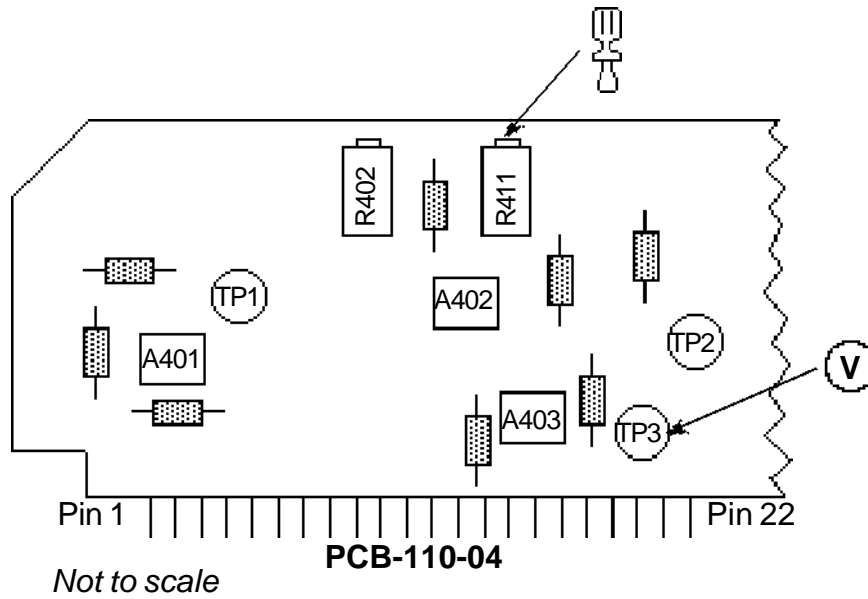 R402
R411
TP1
A402
A401
TP2
V
A403
TP3
Pin 1
Pin 22
PCB-110-04
Not to scale